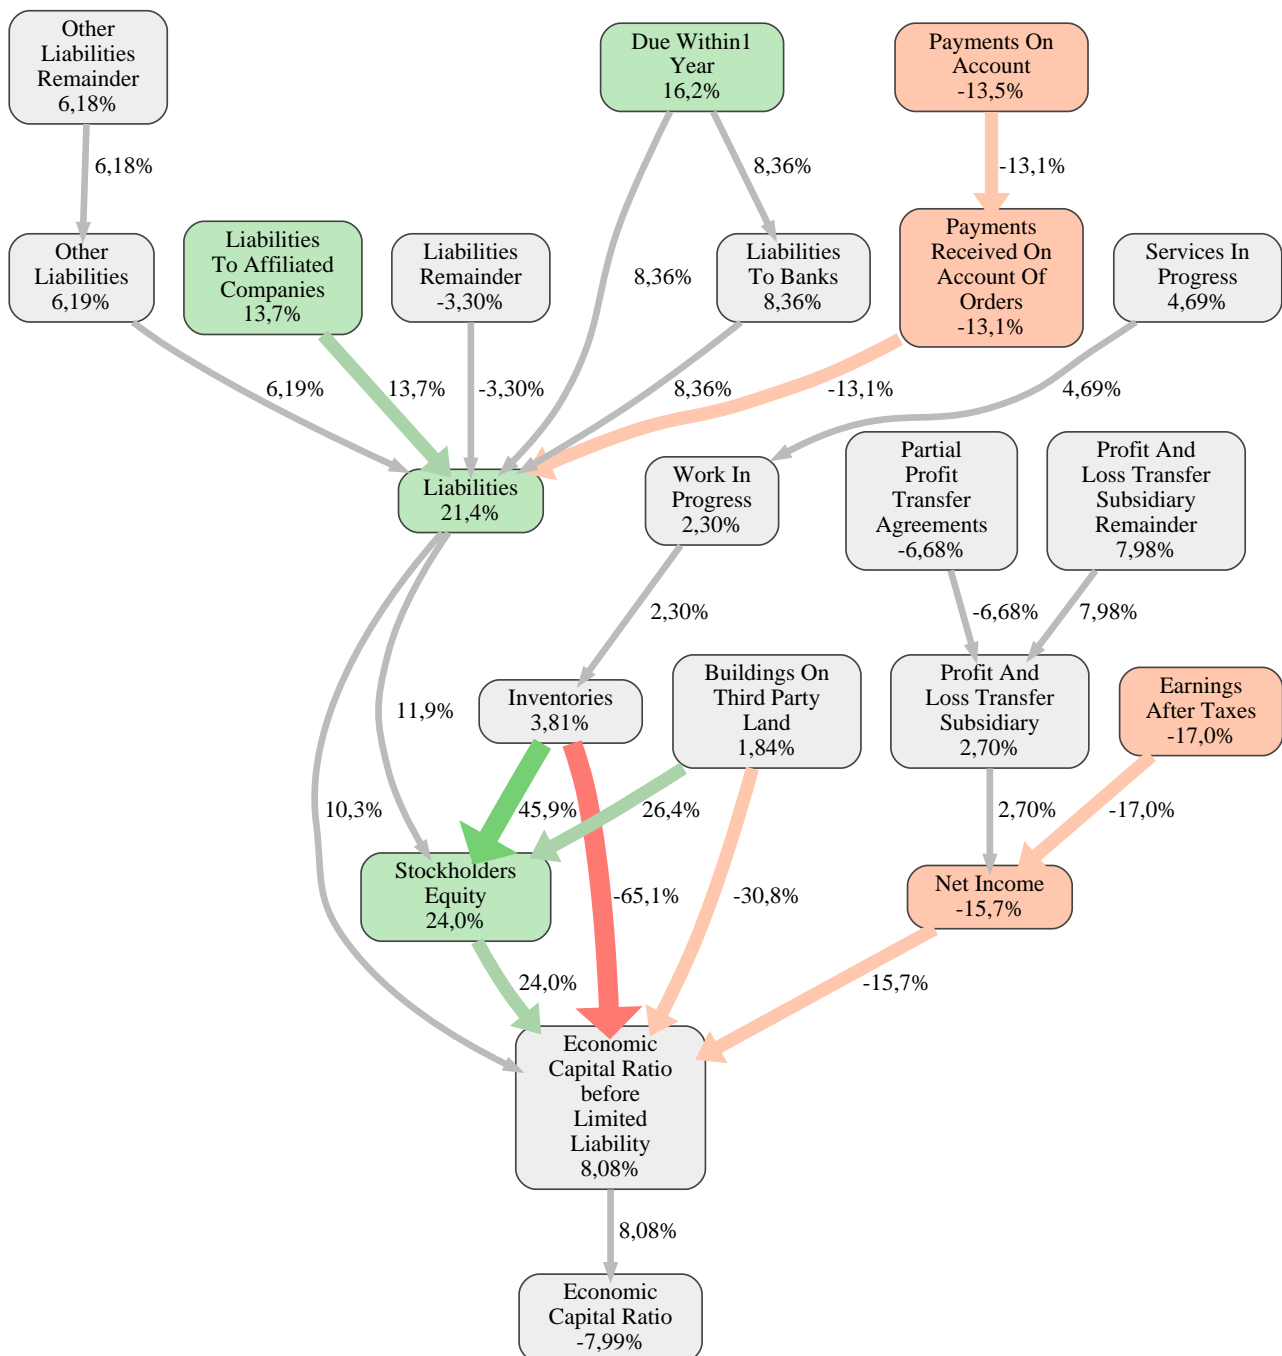 Other
Liabilities
Remainder
6,18%
Due Within1
Year
16,2%
Payments On
Account
-13,5%
6,18%
8,36%
-13,1%
Other
Liabilities
6,19%
Liabilities
To Affiliated
Companies
13,7%
Liabilities
Remainder
-3,30%
8,36%
Liabilities
To Banks
8,36%
Payments
Received On
Account Of
Orders
-13,1%
Services In
Progress
4,69%
6,19%
13,7%
-3,30%
8,36%
-13,1%
4,69%
Liabilities
21,4%
Work In
Progress
2,30%
Partial
Profit
Transfer
Agreements
-6,68%
Profit And
Loss Transfer
Subsidiary
Remainder
7,98%
2,30%
-6,68%
7,98%
11,9%
Inventories
3,81%
Buildings On
Third Party
Land
1,84%
Profit And
Loss Transfer
Subsidiary
2,70%
Earnings
After Taxes
-17,0%
10,3%
45,9%
26,4%
2,70%
-17,0%
Stockholders
Equity
24,0%
-65,1%
-30,8%
Net Income
-15,7%
24,0%
-15,7%
Economic
Capital Ratio
before
Limited
Liability
8,08%
8,08%
Economic
Capital Ratio
-7,99%